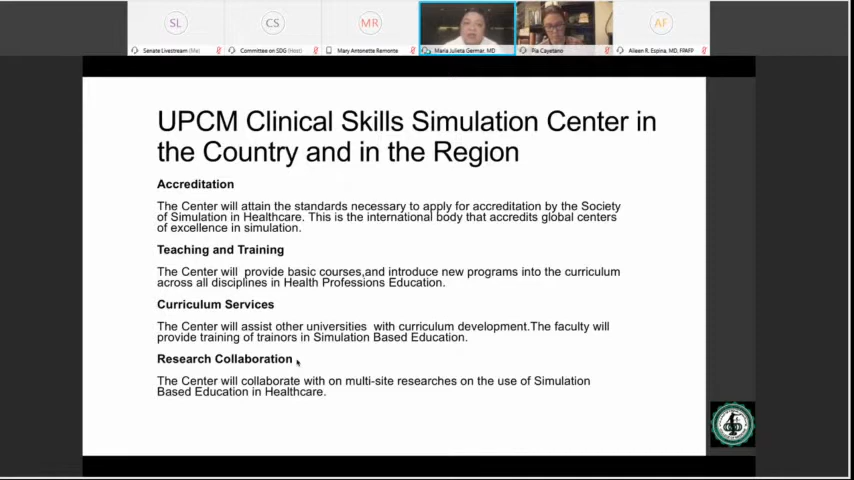 SL
CS
MR
AF
Senate Livestream (Me)
Committee on SDG (Host)
Mary Antonette Remonte
Maria Julieta Germar, MD
Pia Cayetano
Aileen R. Espina, MD, FPAFP
UPCM Clinical Skills Simulation Center in
the Country and in the Region
Accreditation
The Center will attain the standards necessary to apply for accreditation by the Society
of Simulation in Healthcare. This is the international body that accredits global centers
of excellence in simulation.
Teaching and Training
The Center will provide basic courses,and introduce new programs into the curriculum
across all disciplines in Health Professions Education.
Curriculum Services
The Center will assist other universities with curriculum development.The faculty will
provide training of trainors in Simulation Based Education.
Research Collaboration
The Center will collaborate with on multi-site researches on the use of Simulation
Based Education in Healthcare.